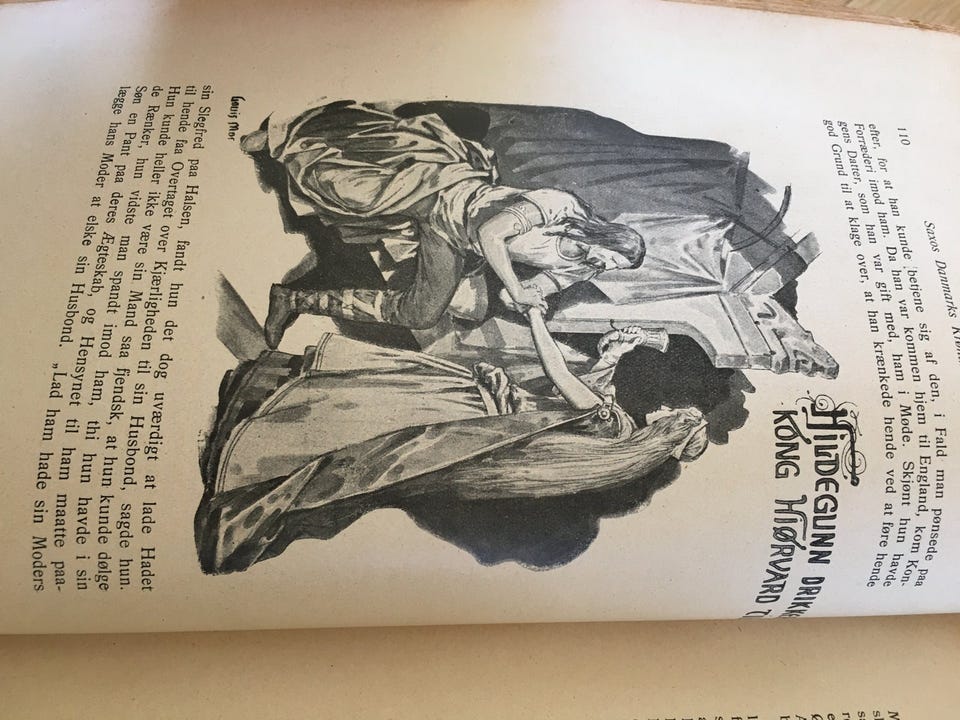 110
Saxos Danmarks
efter, for at han kunde betjene sig af den, i Fald man pønsede paa
Forræderi imod ham. Da han var kommen hjem til England, kom Kon-
gens Datter, som han var gift med, ham i Møde. Skjønt hun havde
god Grund til at klage over, at han krænkede hende ved at føre hende
HILDEGUNN
KONG HJØRVARD
Louis Moe
sin Slegfred paa Halsen, fandt hun det dog uværdigt at lade Hadet
til hende faa Overtaget over Kjærligheden til sin Husbond, sagde hun.
Hun kunde heller ikke være sin Mand saa fjendsk, at hun kunde dølge
de Rænker, hun vidste man spandt imod ham, thi hun havde i sin
Søn en Pant paa deres Ægteskab, og Hensynet til ham maatte paa-
lægge hans Moder at elske sin Husbond. „Lad ham hade sin Moders